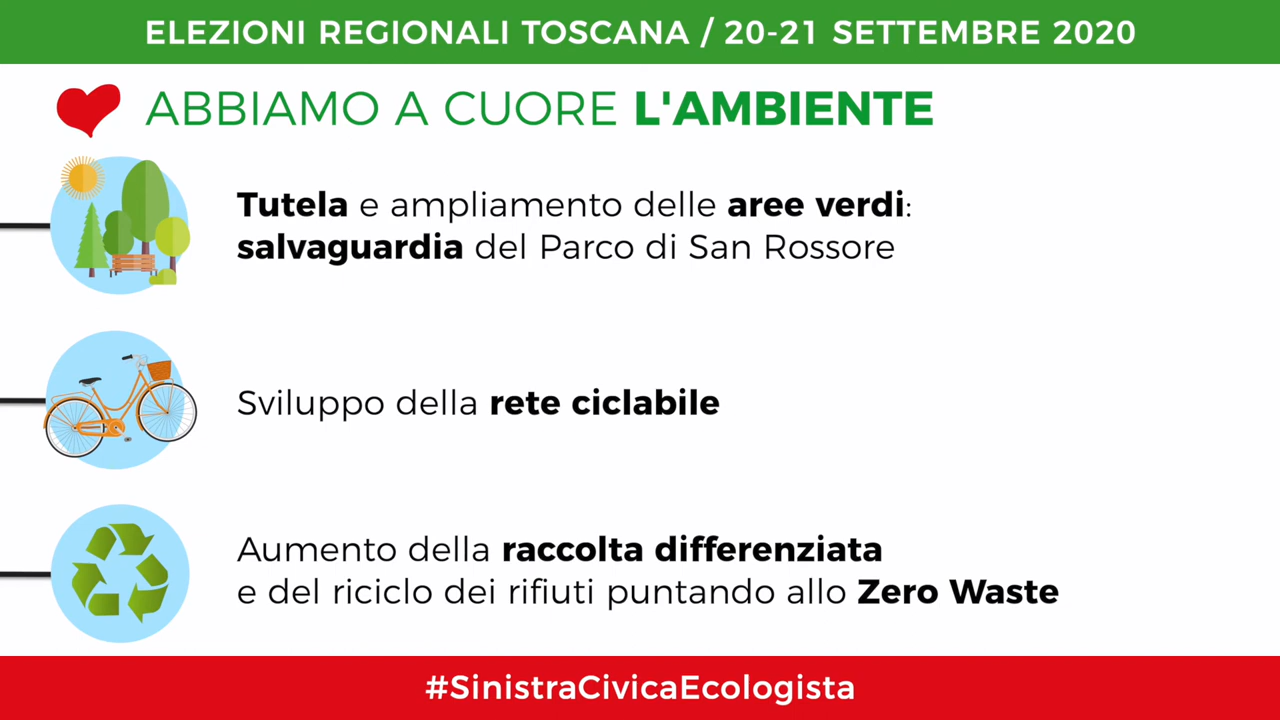 ELEZIONI REGIONALI TOSCANA / 20-21 SETTEMBRE 2020
ABBIAMO A CUORE L'AMBIENTE
Tutela e ampliamento delle aree verdi:
salvaguardia del Parco di San Rossore
Sviluppo della rete ciclabile
Aumento della raccolta differenziata
e del riciclo dei rifiuti puntando allo Zero Waste
#SinistraCivicaEcologista